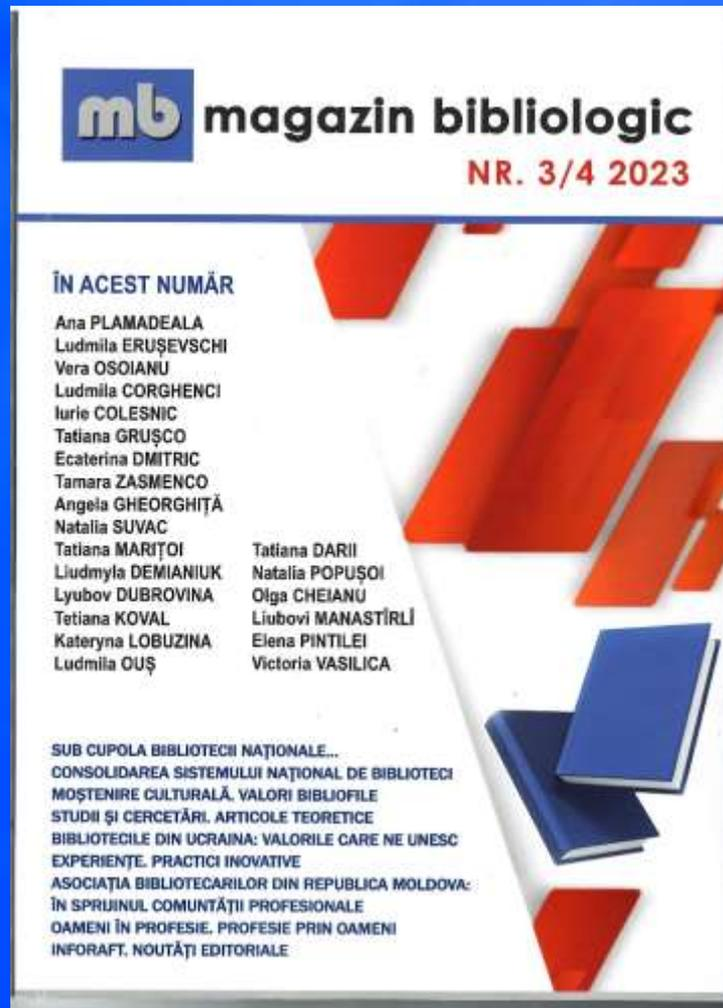 mb magazin bibliologic
NR. 3/4 2023
ÎN ACEST NUMĂR
Ana PLAMADEALA
Ludmila ERUȘEVSCHI
Vera OSOIANU
Ludmila CORGHENCI
Iurie COLESNIC
Tatiana GRUȘCO
Ecaterina DMITRIC
Tamara ZASMENCO
Angela GHEORGHIȚĂ
Natalia SUVAC
Tatiana MARIȚOI
Liudmyla DEMIANIUK
Lyubov DUBROVINA
Tetiana KOVAL
Kateryna LOBUZINA
Ludmila OUȘ
Tatiana DARII
Natalia POPUȘOI
Olga CHEIANU
Liubovi MANASTÎRLÎ
Elena PINTILEI
Victoria VASILICA
SUB CUPOLA BIBLIOTECII NAȚIONALE...
CONSOLIDAREA SISTEMULUI NAȚIONAL DE BIBLIOTECI
MOȘTENIRE CULTURALĂ. VALORI BIBLIOFILE
STUDII ȘI CERCETĂRI. ARTICOLE TEORETICE
BIBLIOTECILE DIN UCRAINA: VALORILE CARE NE UNESC
EXPERIENȚE. PRACTICI INOVATIVE
ASOCIAȚIA BIBLIOTECARILOR DIN REPUBLICA MOLDOVA:
ÎN SPRIJINUL COMUNTĂȚII PROFESIONALE
OAMENI ÎN PROFESIE. PROFESIE PRIN OAMENI
INFORAFT. NOUTĂȚI EDITORIALE